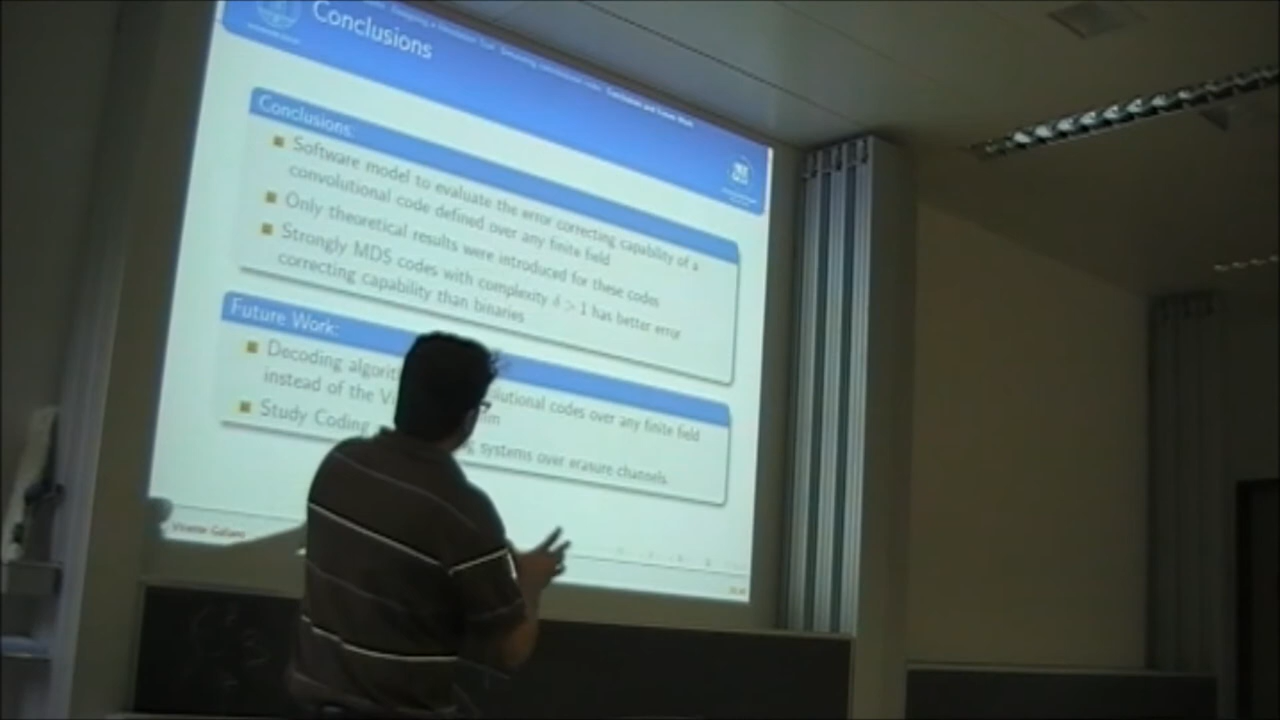 Conclusions
Conclusions:
Software model to evaluate the error correcting capability of a
convolutional code defined over any finite field
Only theoretical results were introduced for these codes
Strongly MDS codes with complexity δ > 1 has better error
correcting capability than binaries
Future Work:
Decoding algorit lutional codes over any finite field
instead of the V m
Study Coding g systems over erasure channels.